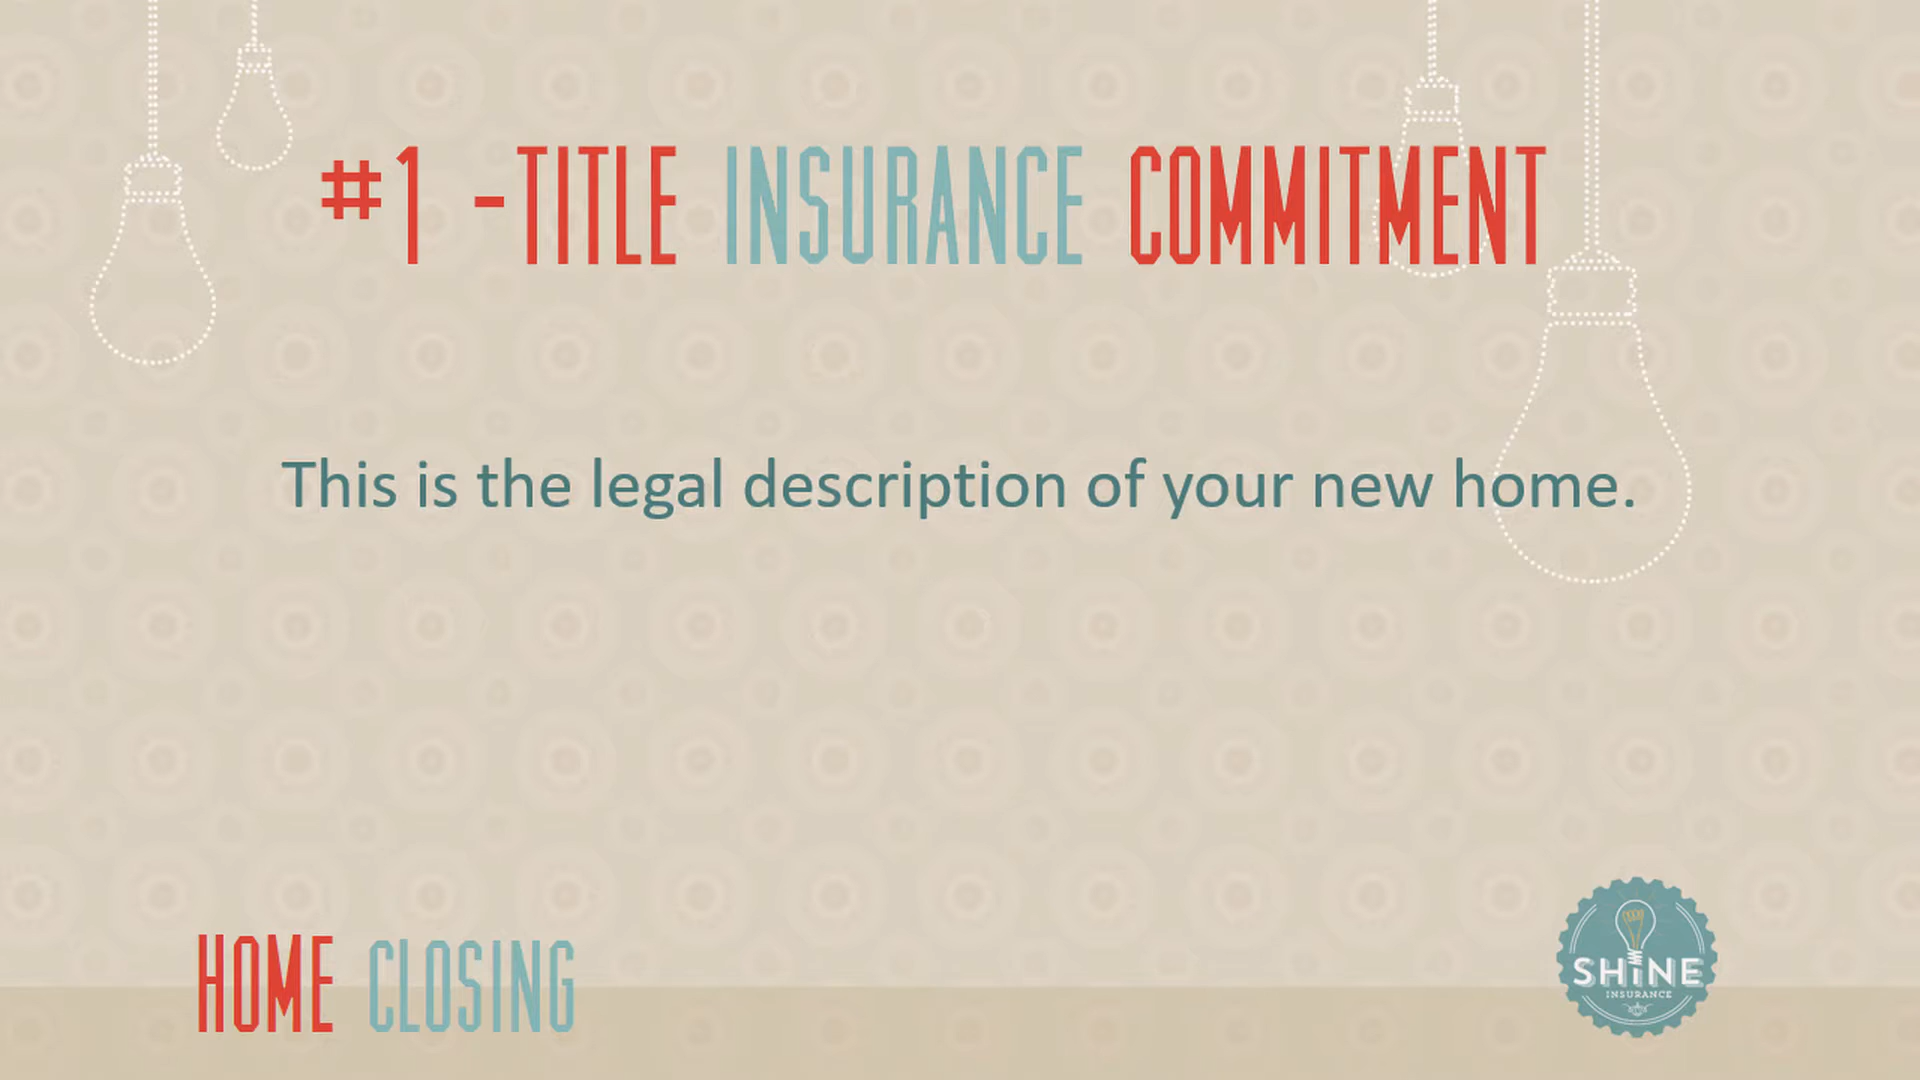 #1 -TITLE INSURANCE COMMITMENT
This is the legal description of your new home.
HOME CLOSING
SHINE
INSURANCE